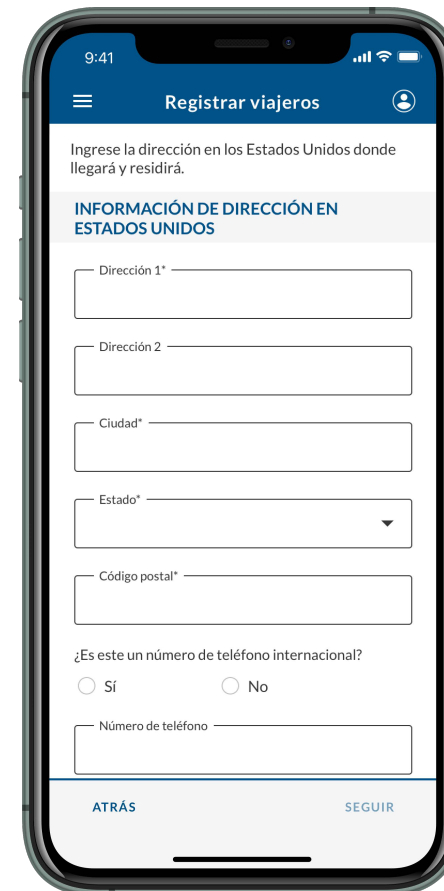 9:41
Registrar viajeros
Ingrese la dirección en los Estados Unidos donde
llegará y residirá.
INFORMACIÓN DE DIRECCIÓN EN
ESTADOS UNIDOS
Dirección 1*
Dirección 2
Ciudad*
Estado*
Código postal*
¿Es este un número de teléfono internacional?
Sí No
Número de teléfono
ATRÁS SEGUIR